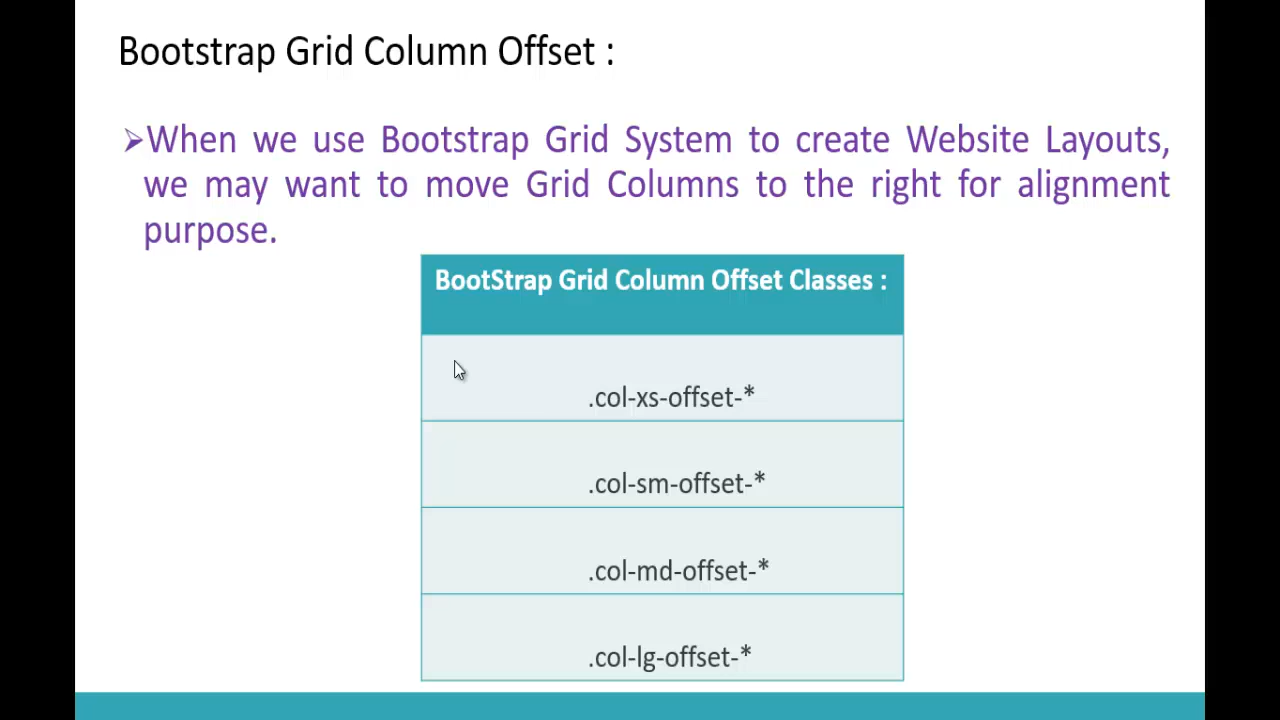 Bootstrap Grid Column Offset :
➢When we use Bootstrap Grid System to create Website Layouts,
we may want to move Grid Columns to the right for alignment
purpose.
BootStrap Grid Column Offset Classes :
.col-xs-offset-*
.col-sm-offset-*
.col-md-offset-*
.col-lg-offset-*